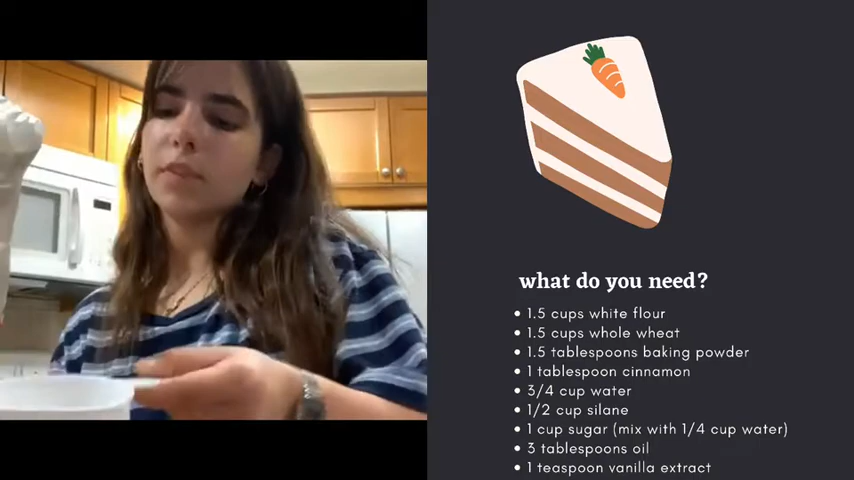 what do you need?
• 1.5 cups white flour
• 1.5 cups whole wheat
• 1.5 tablespoons baking powder
• 1 tablespoon cinnamon
• 3/4 cup water
• 1/2 cup silane
• 1 cup sugar (mix with 1/4 cup water)
• 3 tablespoons oil
• 1 teaspoon vanilla extract